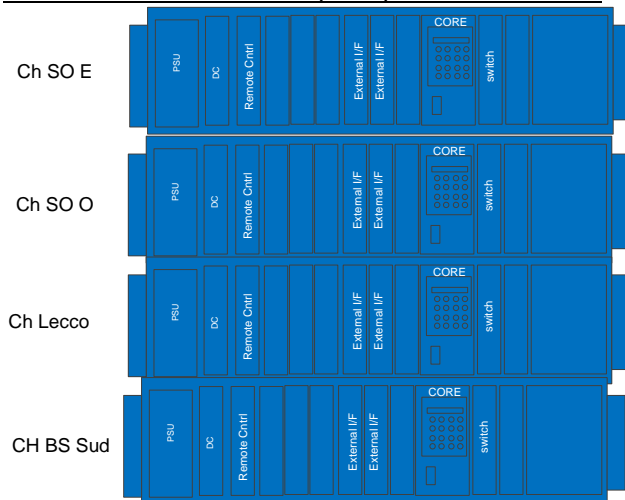 Ch SO E
PSU
DC
Remote Cntrl
External I/F
External I/F
CORE
switch
Ch SO O
PSU
DC
Remote Cntrl
External I/F
External I/F
CORE
switch
Ch Lecco
PSU
DC
Remote Cntrl
External I/F
External I/F
CORE
switch
CH BS Sud
PSU
DC
Remote Cntrl
External I/F
External I/F
CORE
switch